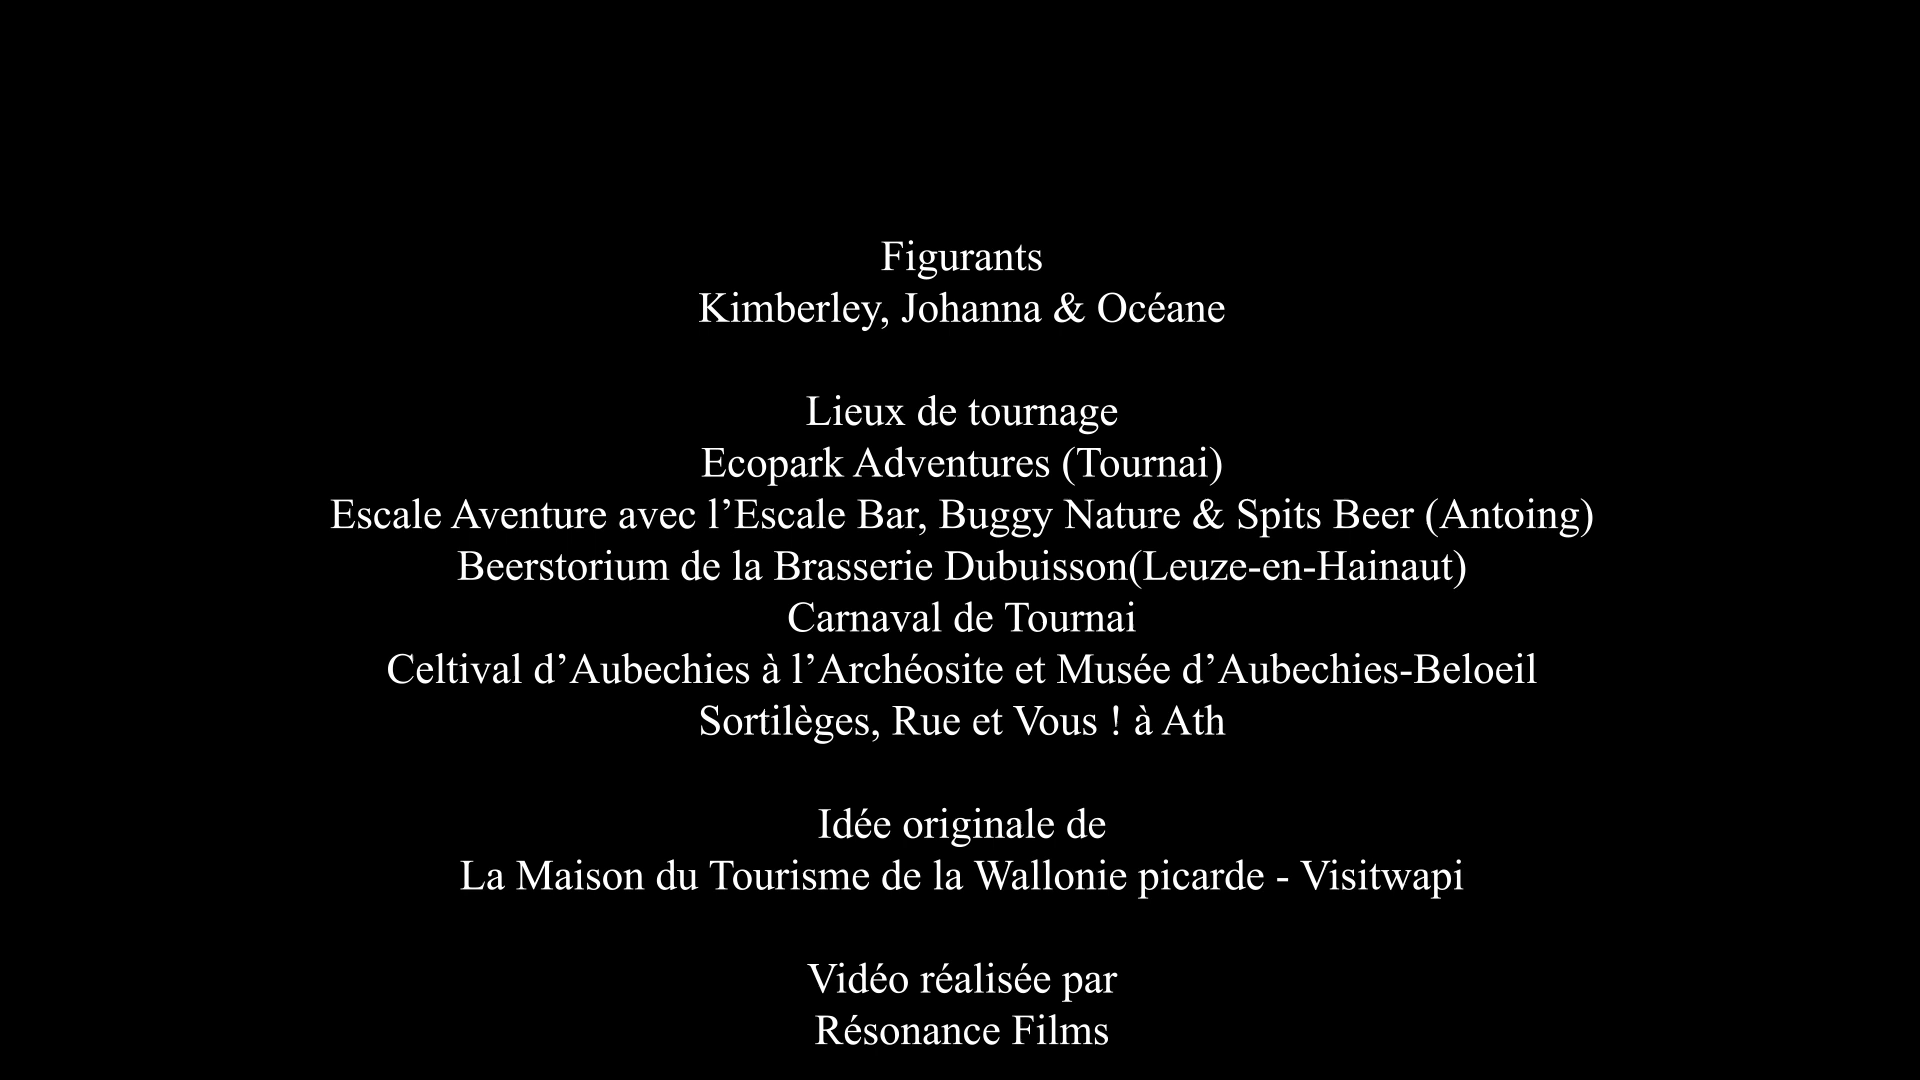 Figurants
Kimberley, Johanna & Océane
Lieux de tournage
Ecopark Adventures (Tournai)
Escale Aventure avec l’Escale Bar, Buggy Nature & Spits Beer (Antoing)
Beerstorium de la Brasserie Dubuisson(Leuze-en-Hainaut)
Carnaval de Tournai
Celtival d’Aubechies à l’Archéosite et Musée d’Aubechies-Beloeil
Sortilèges, Rue et Vous ! à Ath
Idée originale de
La Maison du Tourisme de la Wallonie picarde - Visitwapi
Vidéo réalisée par
Résonance Films